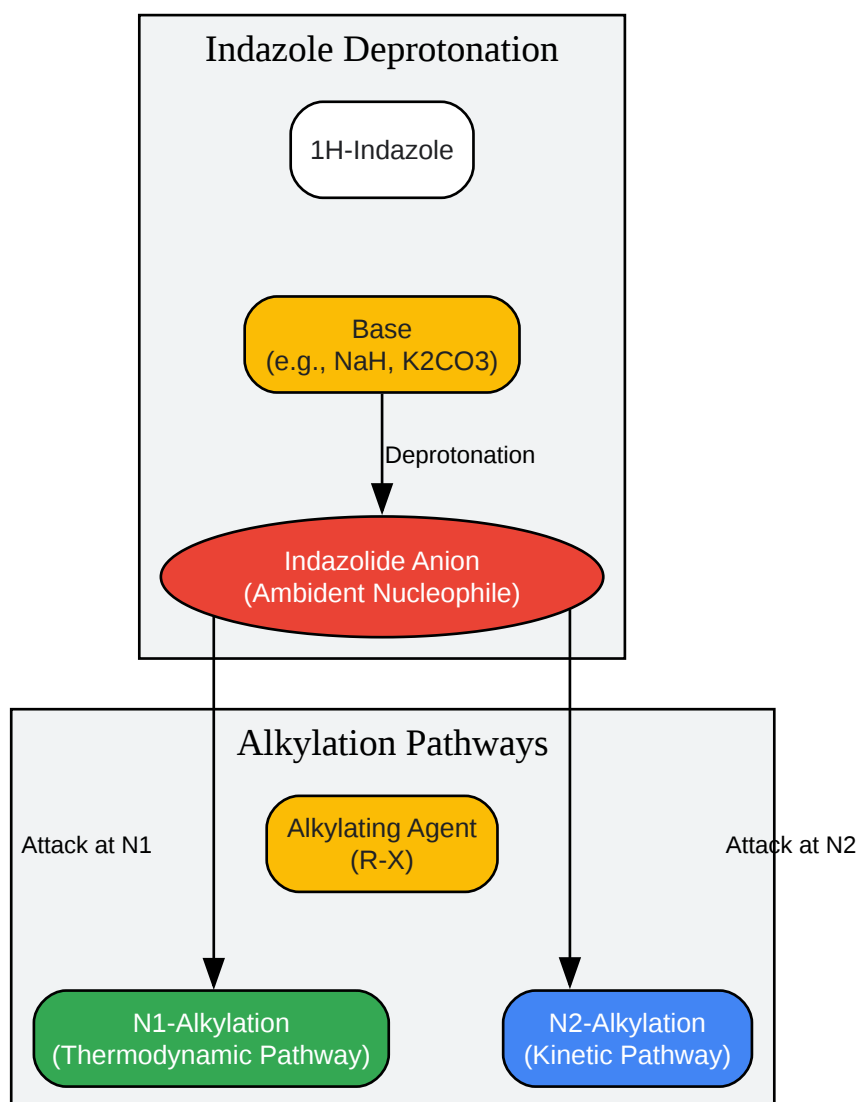 Indazole Deprotonation
1H-Indazole
Base
(e.g., NaH, K2CO3)
Deprotonation
Indazolide Anion
(Ambident Nucleophile)
Alkylation Pathways
Alkylating Agent
(R-X)
Attack at N1
Attack at N2
N1-Alkylation
(Thermodynamic Pathway)
N2-Alkylation
(Kinetic Pathway)